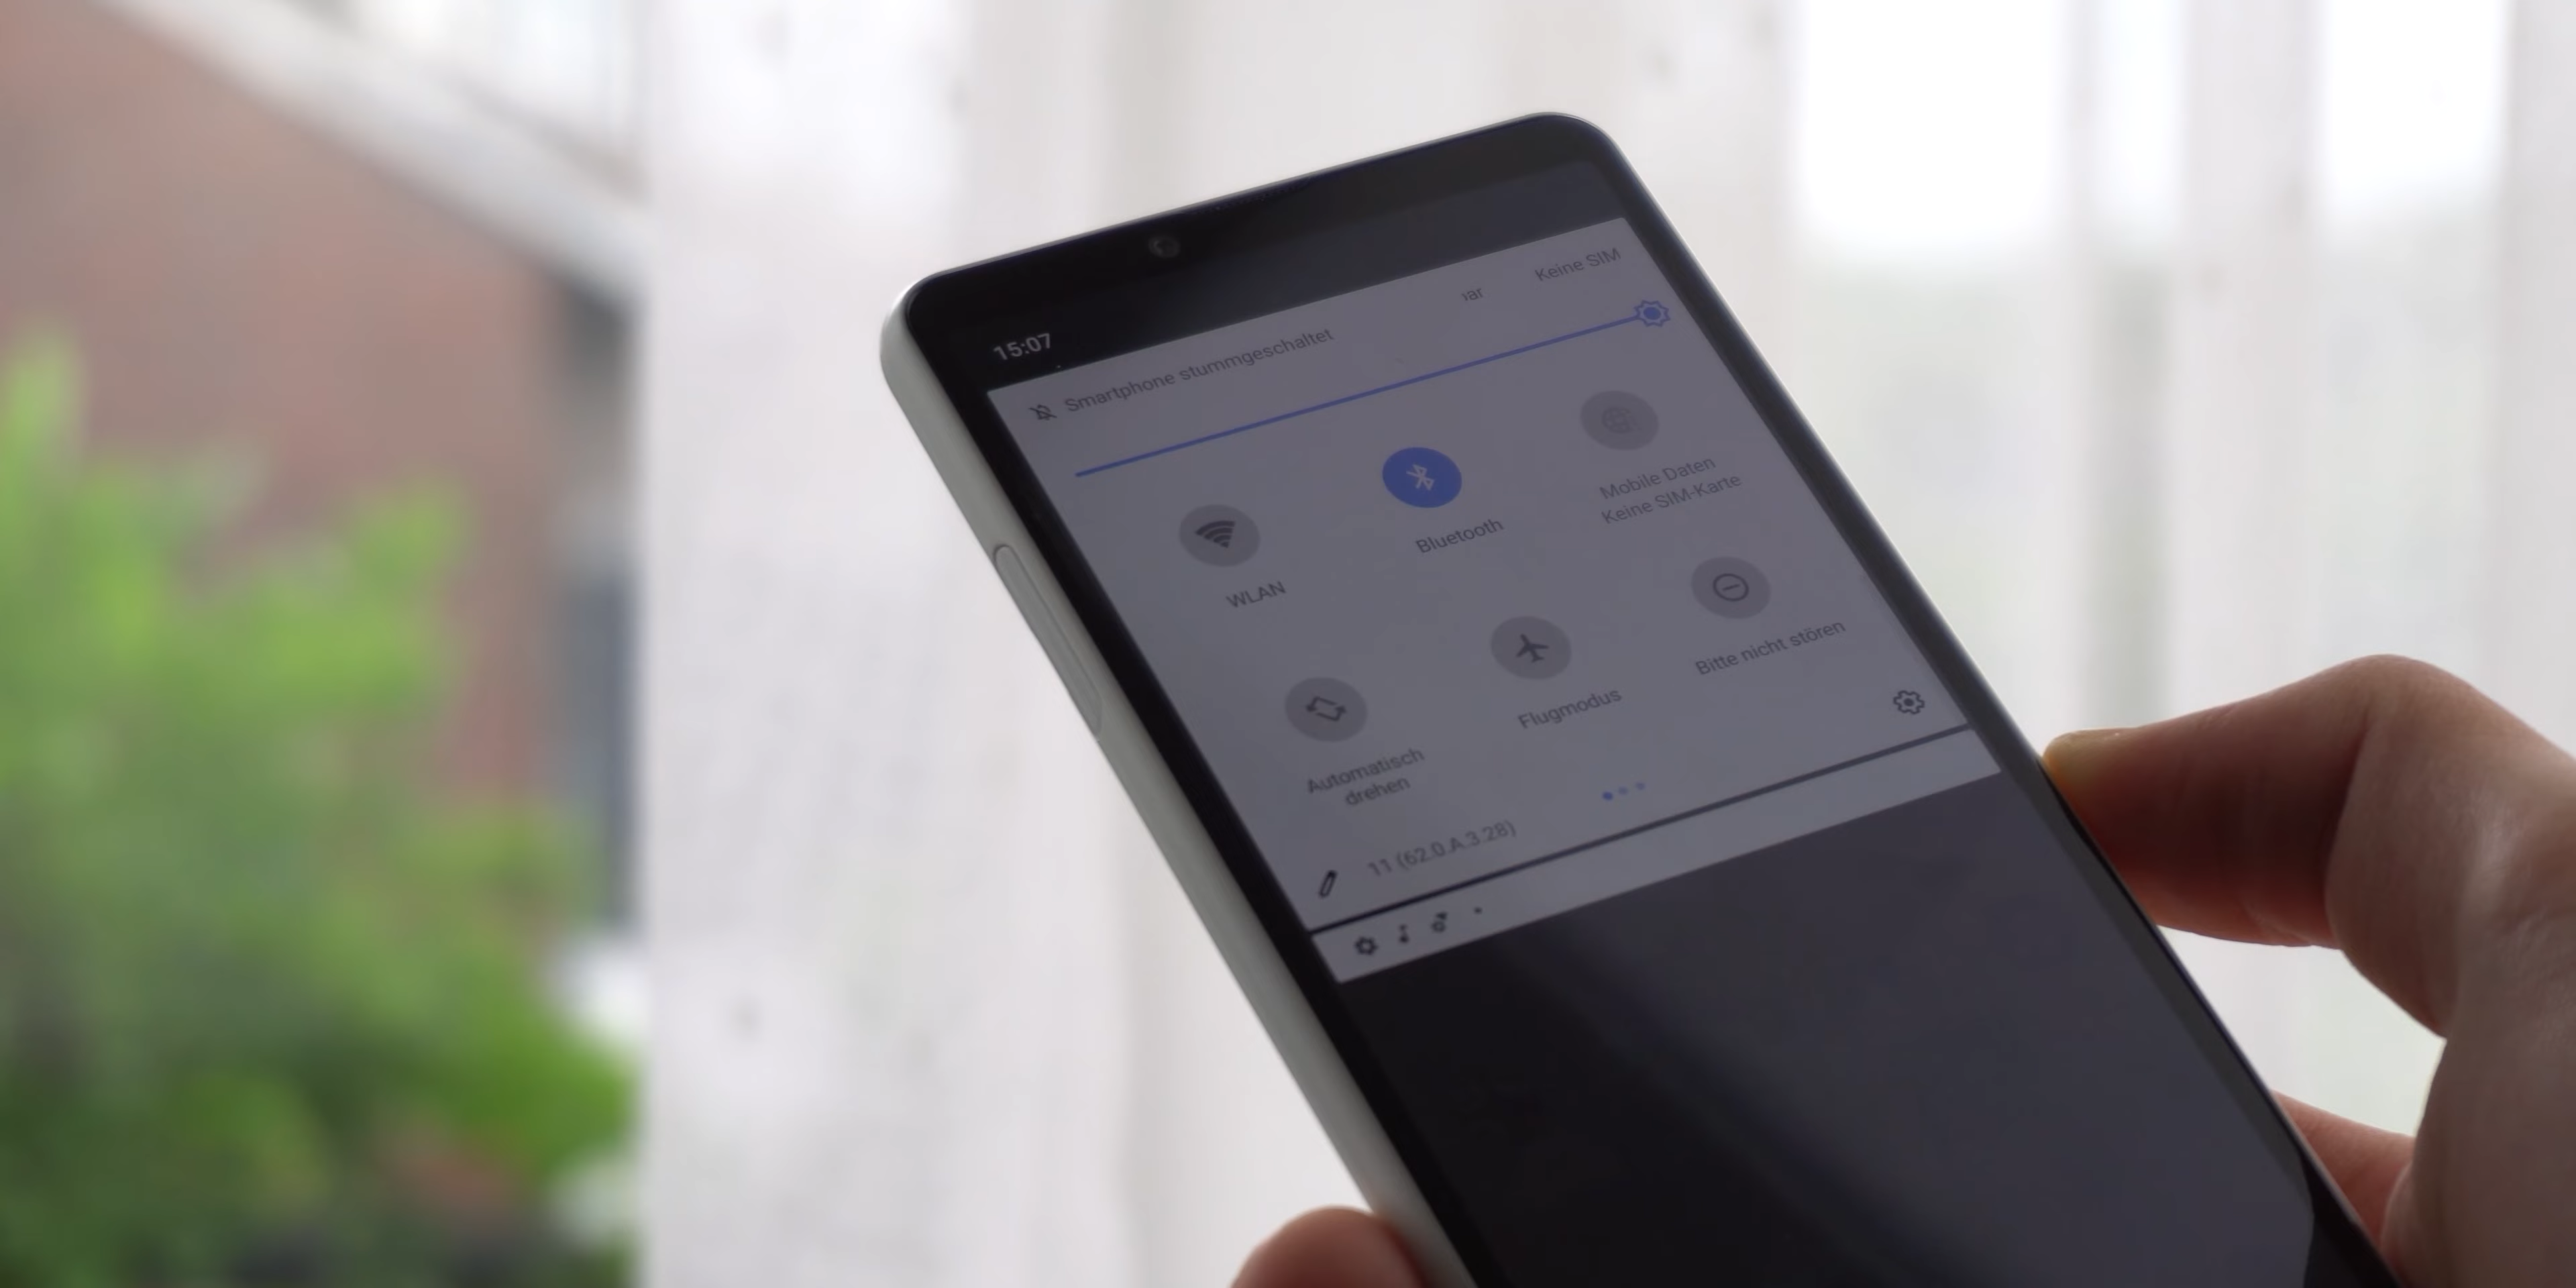 15:07
Keine SIM
Smartphone stummgeschaltet
WLAN
Bluetooth
Mobile Daten
Keine SIM-Karte
Automatisch
drehen
Flugmodus
Bitte nicht stören
11 (62.0.A.3.28)